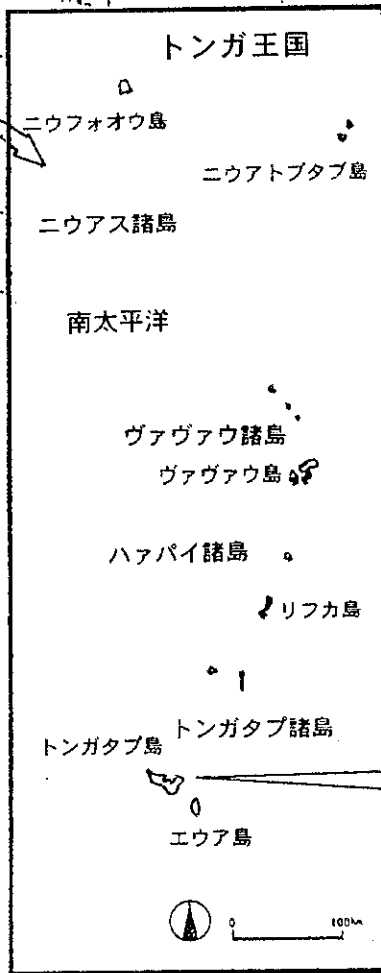 トンガ王国
ニウフォオウ島
ニウアトプタプ島
ニウアス諸島
南太平洋
ヴァヴァウ諸島
ヴァヴァウ島
ハァパイ諸島
リフカ島
トンガタプ諸島
トンガタプ島
エウア島
0 100km